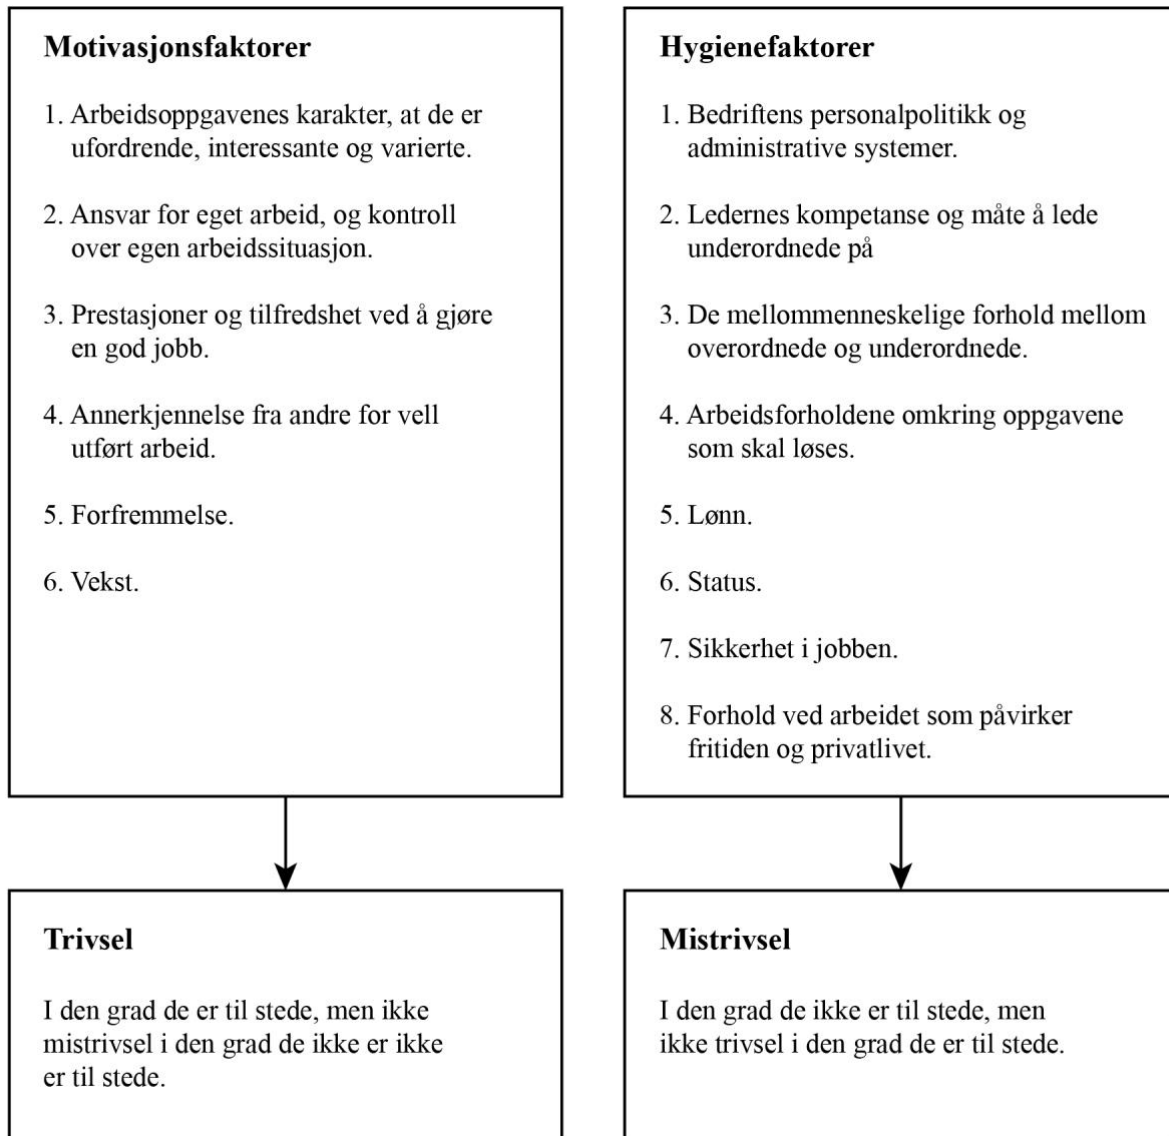 Motivasjonsfaktorer
1. Arbeidsoppgavenes karakter, at de er
ufordrende, interessante og varierte.
2. Ansvar for eget arbeid, og kontroll
over egen arbeidssituasjon.
3. Prestasjoner og tilfredshet ved å gjøre
en god jobb.
4. Annerkjennelse fra andre for vell
utført arbeid.
5. Forfremmelse.
6. Vekst.
Trivsel
I den grad de er til stede, men ikke
mistrivsel i den grad de ikke er ikke
er til stede.
Hygienefaktorer
1. Bedriftens personalpolitikk og
administrative systemer.
2. Ledernes kompetanse og måte å lede
underordnede på
3. De mellommenneskelige forhold mellom
overordnede og underordnede.
4. Arbeidsforholdene omkring oppgavene
som skal løses.
5. Lønn.
6. Status.
7. Sikkerhet i jobben.
8. Forhold ved arbeidet som påvirker
fritiden og privatlivet.
Mistrivsel
I den grad de ikke er til stede, men
ikke trivsel i den grad de er til stede.